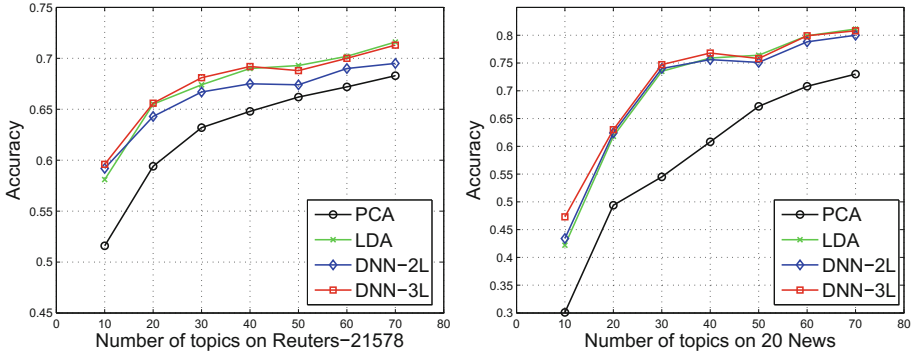 0.75
0.7
0.65
0.6
0.55
0.5
0.45
Accuracy
PCA
LDA
DNN−2L
DNN−3L
0 10 20 30 40 50 60 70 80
Number of topics on Reuters−21578
0.8
0.75
0.7
0.65
0.6
0.55
0.5
0.45
0.4
0.35
0.3
Accuracy
PCA
LDA
DNN−2L
DNN−3L
0 10 20 30 40 50 60 70 80
Number of topics on 20 News